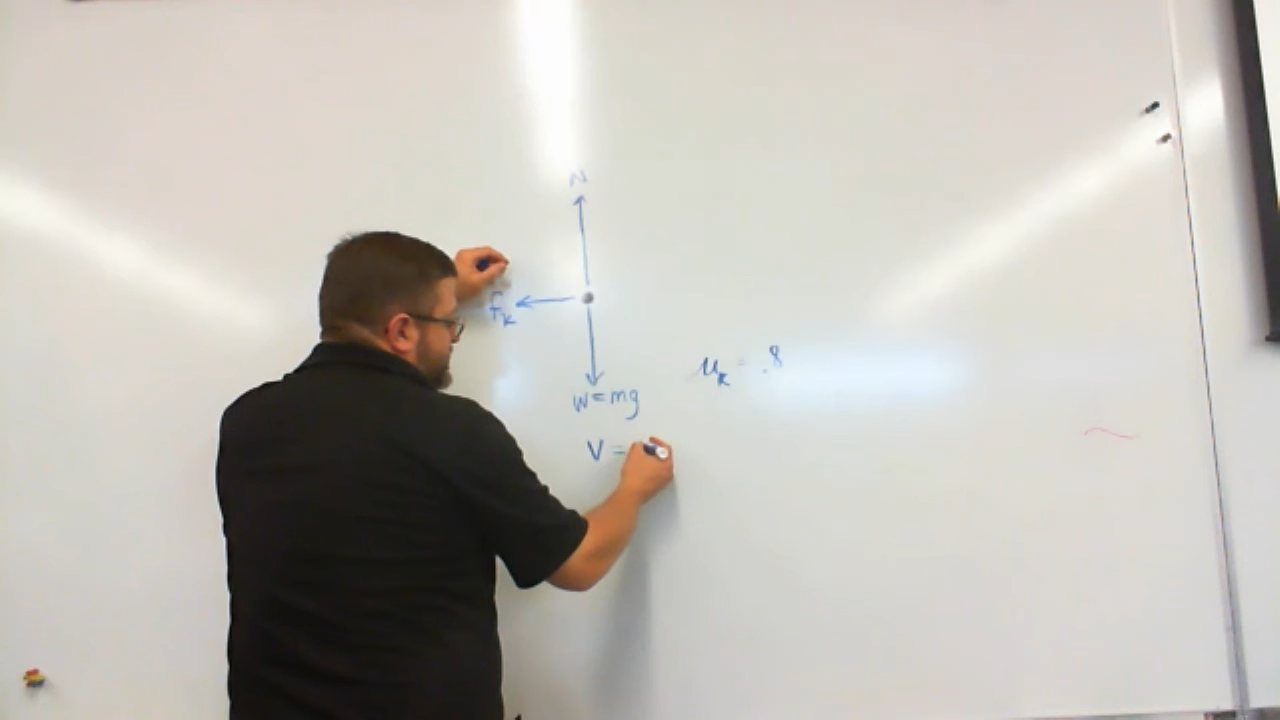 N
fk
W=mg
μk = .8
V =